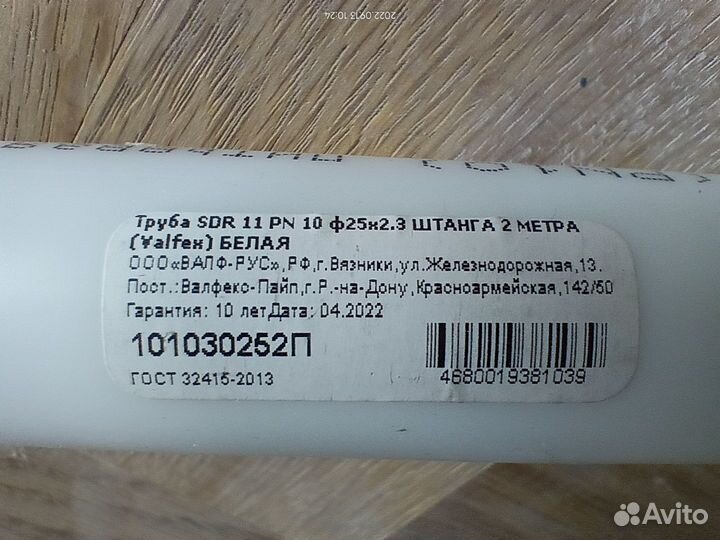 2022.09.13 10:24
Труба SDR 11 PN 10 ф25х2.3 ШТАНГА 2 МЕТРА
(Valfex) БЕЛАЯ
ООО«ВАЛФ-РУС»,РФ,г.Вязники,ул.Железнодорожная,13.
Пост.:Валфекс-Пайп,г.Р.-на-Дону,Красноармейская,142/50
Гарантия: 10 летДата: 04.2022
101030252П
4680019381039
ГОСТ 32415-2013
Avito